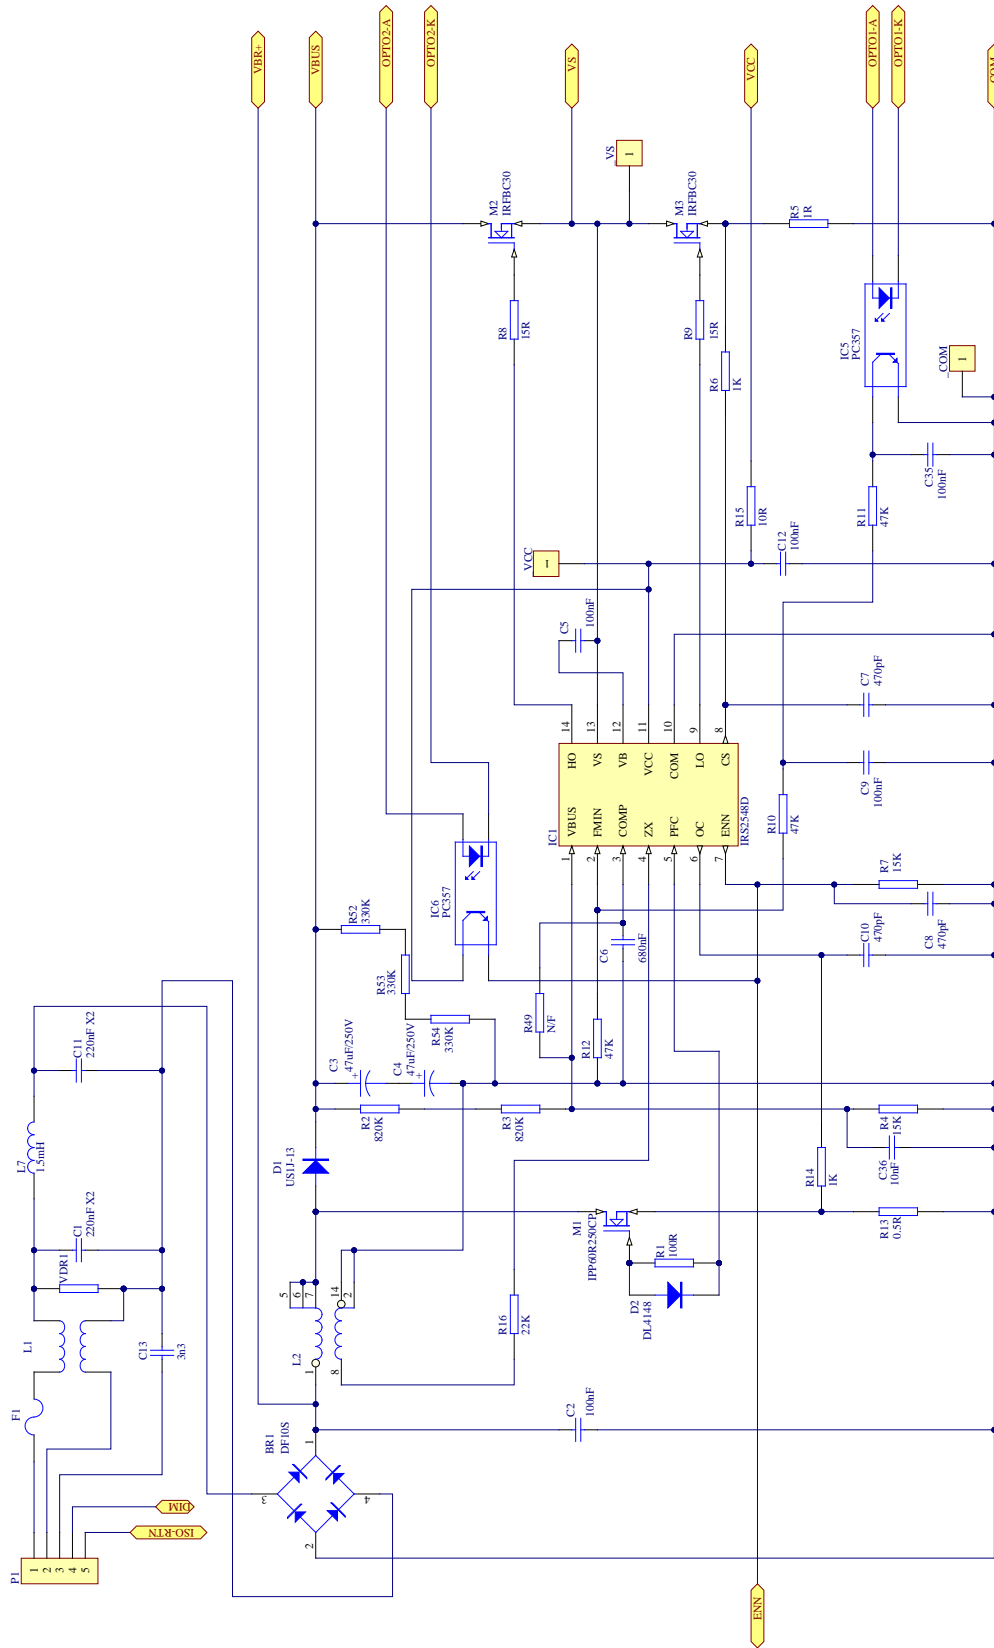 P1
1
2
3
4
5
ISO-RTN
DIM
F1
L1
C13
3n3
VDR1
C1
220nF X2
L7
1.5mH
C11
220nF X2
BR1
DF10S
1
2
3
4
L2
1
8
5
6
7
14
2
D1
US1J-13
C2
100nF
R16
22K
M1
IPP60R250CP
D2
DL4148
R1
100R
R13
0.5R
R14
1K
C36
10nF
R4
15K
R2
820K
R3
820K
C3
47uF/250V
+
C4
47uF/250V
+
R54
330K
R53
330K
R52
330K
R49
N/F
R12
47K
C6
680nF
IC6
PC357
C10
470pF
C8
470pF
R7
15K
R10
47K
C9
100nF
C7
470pF
IC1
IRS2548D
1
2
3
4
5
6
7
VBUS
FMIN
COMP
ZX
PFC
OC
ENN
HO
VS
VB
VCC
COM
LO
CS
14
13
12
11
10
9
8
C5
100nF
VCC
1
C12
100nF
R15
10R
R11
47K
C35
100nF
COM
1
IC5
PC357
R8
15R
R9
15R
R6
1K
M2
IRFBC30
M3
IRFBC30
VS
1
R5
1R
VBR+
VBUS
OPTO2-A
OPTO2-K
VS
VCC
OPTO1-A
OPTO1-K
COM
ENN